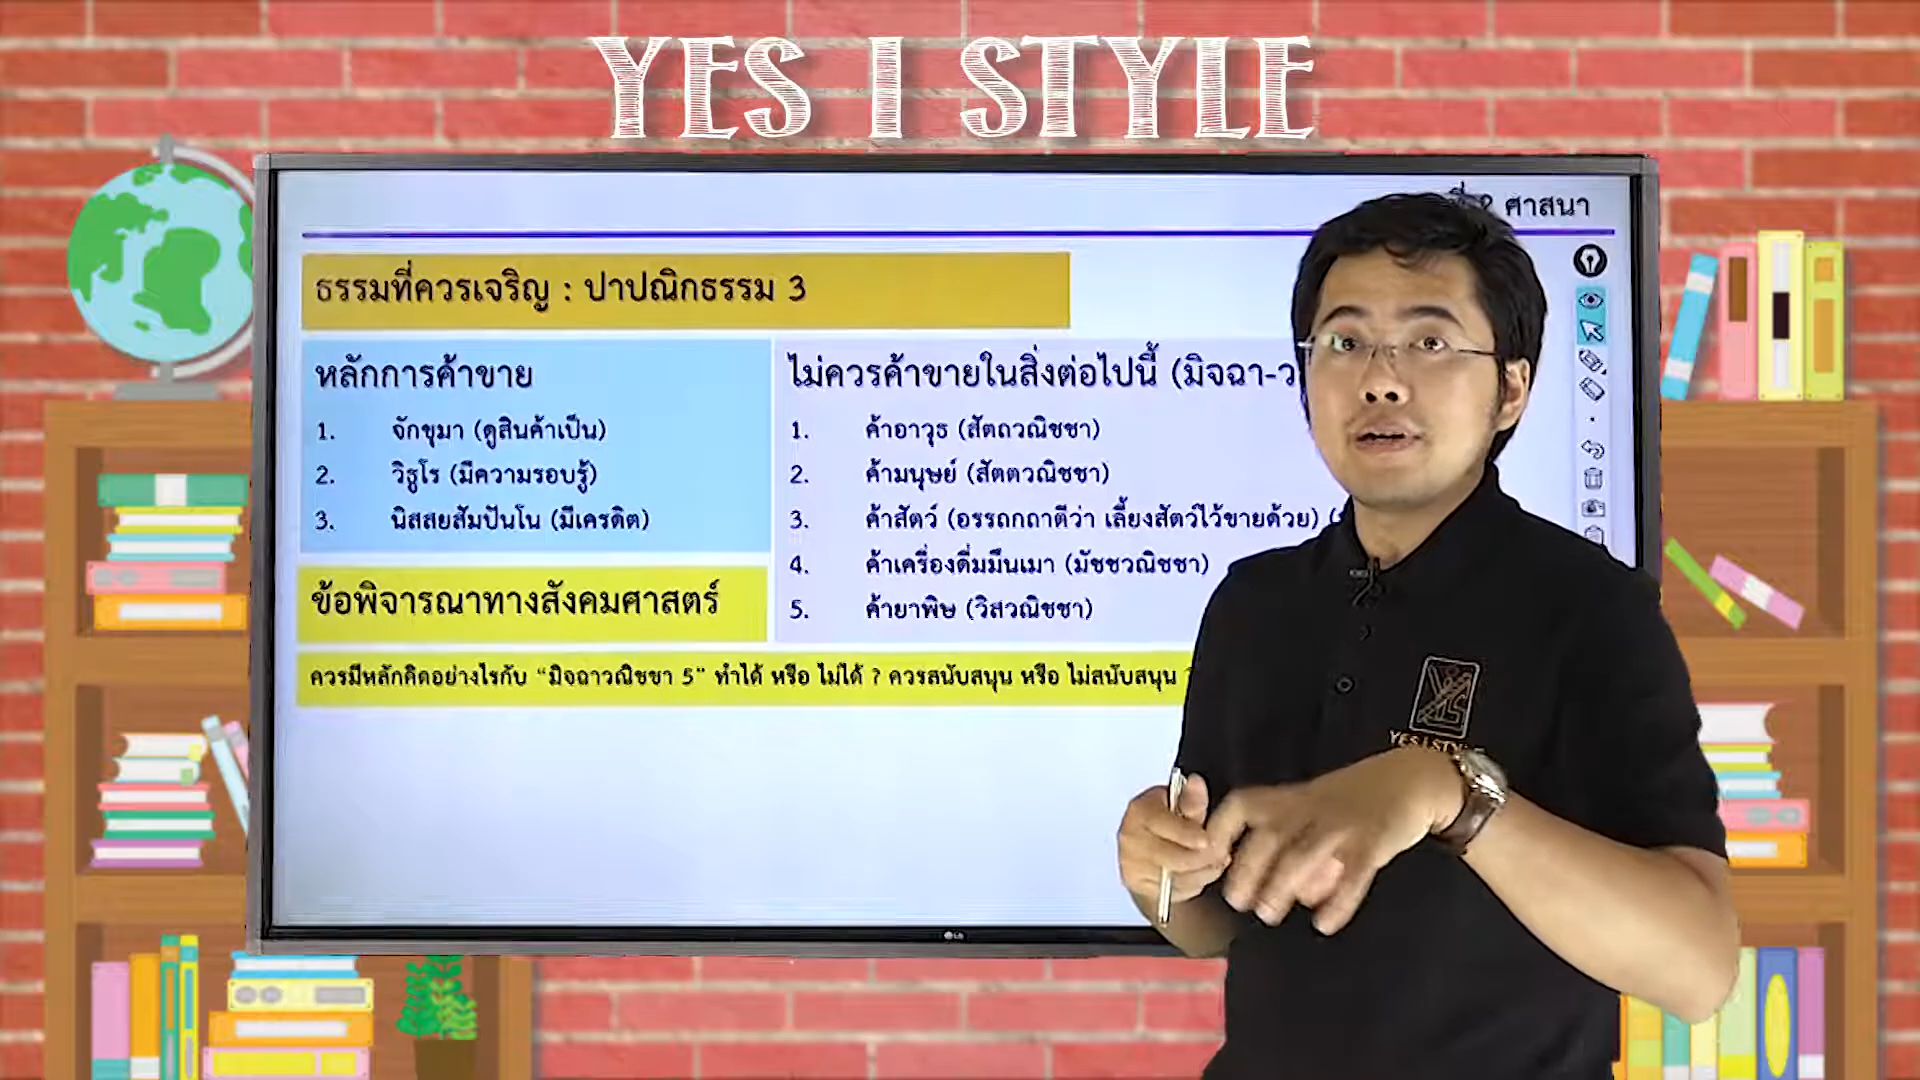 YES I STYLE
ศาสนา
ธรรมที่ควรเจริญ : ปาปณิกธรรม 3
หลักการค้าขาย
1. จักขุมา (ดูสินค้าเป็น)
2. วิธูโร (มีความรอบรู้)
3. นิสสยสัมปันโน (มีเครดิต)
ไม่ควรค้าขายในสิ่งต่อไปนี้ (มิจฉา-ว
1. ค้าอาวุธ (สัตถวณิชชา)
2. ค้ามนุษย์ (สัตตวณิชชา)
3. ค้าสัตว์ (อรรถกถาตีว่า เลี้ยงสัตว์ไว้ขายด้วย)
4. ค้าเครื่องดื่มมึนเมา (มัชชวณิชชา)
5. ค้ายาพิษ (วิสวณิชชา)
ข้อพิจารณาทางสังคมศาสตร์
ควรมีหลักคิดอย่างไรกับ “มิจฉาวณิชชา 5” ทำได้ หรือ ไม่ได้ ? ควรสนับสนุน หรือ ไม่สนับสนุน
YES I STYLE
LG